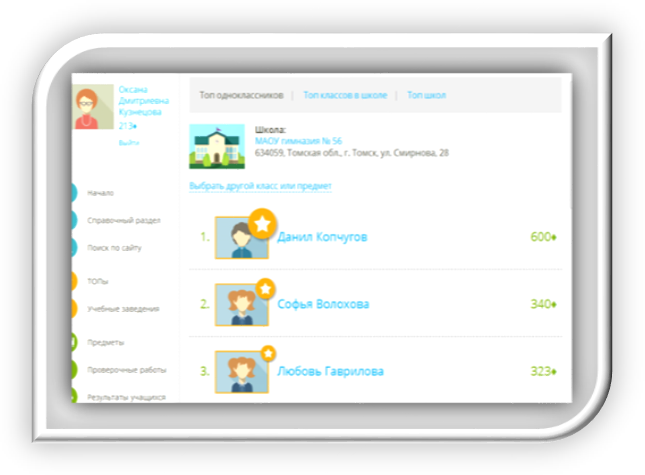 Оксана
Дмитриевна
Кузнецова
213♦
Выйти
Начало
Справочный раздел
Поиск по сайту
ТОПы
Учебные заведения
Предметы
Проверочные работы
Результаты учащихся
Топ одноклассников | Топ классов в школе | Топ школ
Школа:
МАОУ гимназия № 56
634059, Томская обл., г. Томск, ул. Смирнова, 28
Выбрать другой класс или предмет
1. Данил Копчугов 600♦
2. Софья Волохова 340♦
3. Любовь Гаврилова 323♦